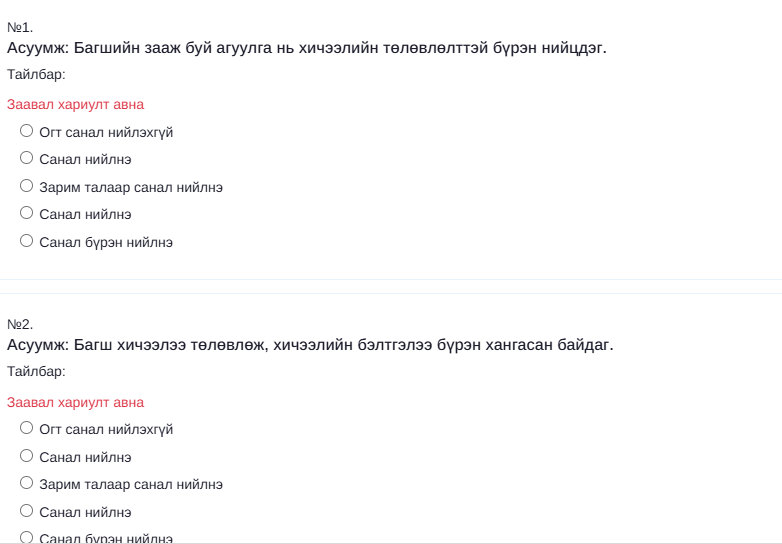 №1.
Асуумж: Багшийн зааж буй агуулга нь хичээлийн төлөвлөлттэй бүрэн нийцдэг.
Тайлбар:
Заавал хариулт авна
Огт санал нийлэхгүй
Санал нийлнэ
Зарим талаар санал нийлнэ
Санал нийлнэ
Санал бүрэн нийлнэ
№2.
Асуумж: Багш хичээлээ төлөвлөж, хичээлийн бэлтгэлээ бүрэн хангасан байдаг.
Тайлбар:
Заавал хариулт авна
Огт санал нийлэхгүй
Санал нийлнэ
Зарим талаар санал нийлнэ
Санал нийлнэ
Санал бүрэн нийлнэ